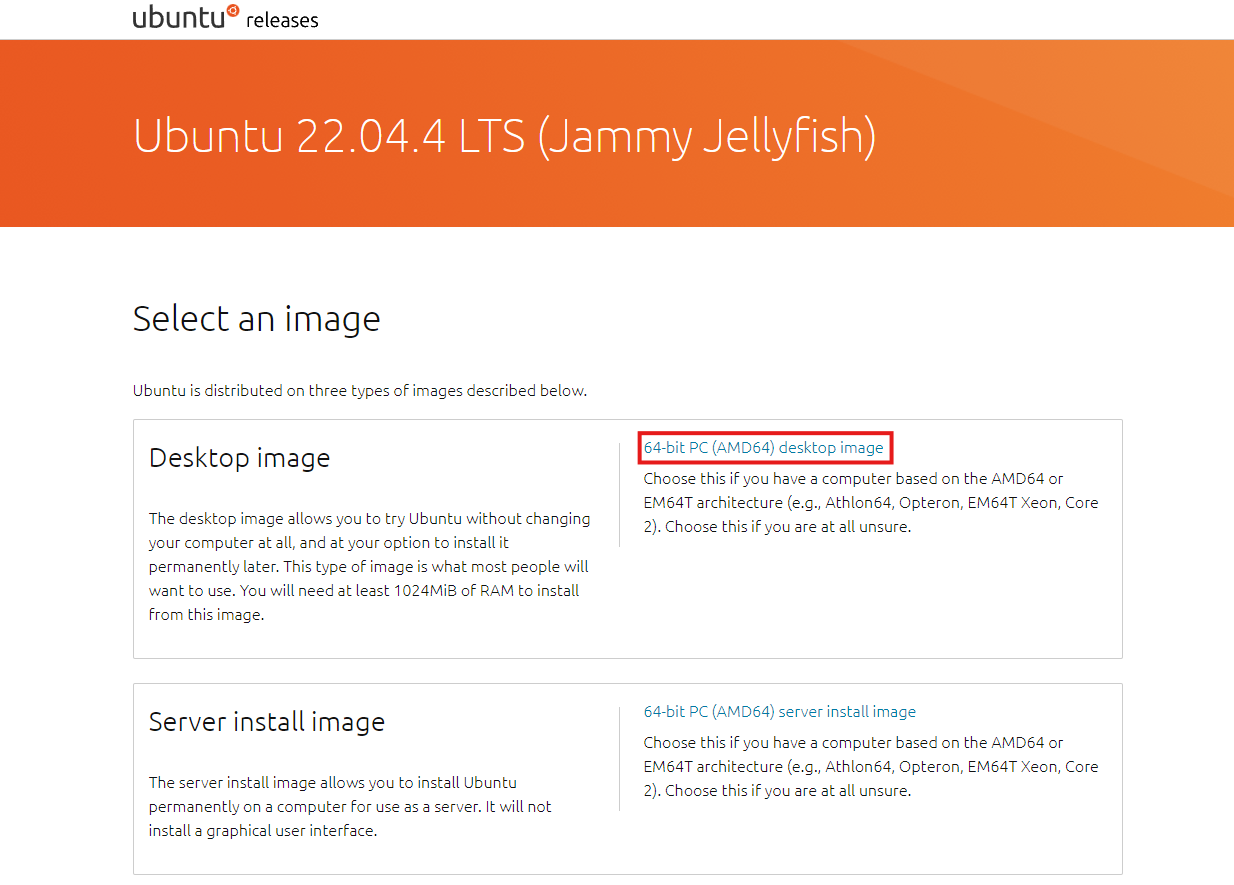 ubuntu releases
Ubuntu 22.04.4 LTS (Jammy Jellyfish)
Select an image
Ubuntu is distributed on three types of images described below.
Desktop image
The desktop image allows you to try Ubuntu without changing
your computer at all, and at your option to install it
permanently later. This type of image is what most people will
want to use. You will need at least 1024MiB of RAM to install
from this image.
64-bit PC (AMD64) desktop image
Choose this if you have a computer based on the AMD64 or
EM64T architecture (e.g., Athlon64, Opteron, EM64T Xeon, Core
2). Choose this if you are at all unsure.
Server install image
The server install image allows you to install Ubuntu
permanently on a computer for use as a server. It will not
install a graphical user interface.
64-bit PC (AMD64) server install image
Choose this if you have a computer based on the AMD64 or
EM64T architecture (e.g., Athlon64, Opteron, EM64T Xeon, Core
2). Choose this if you are at all unsure.